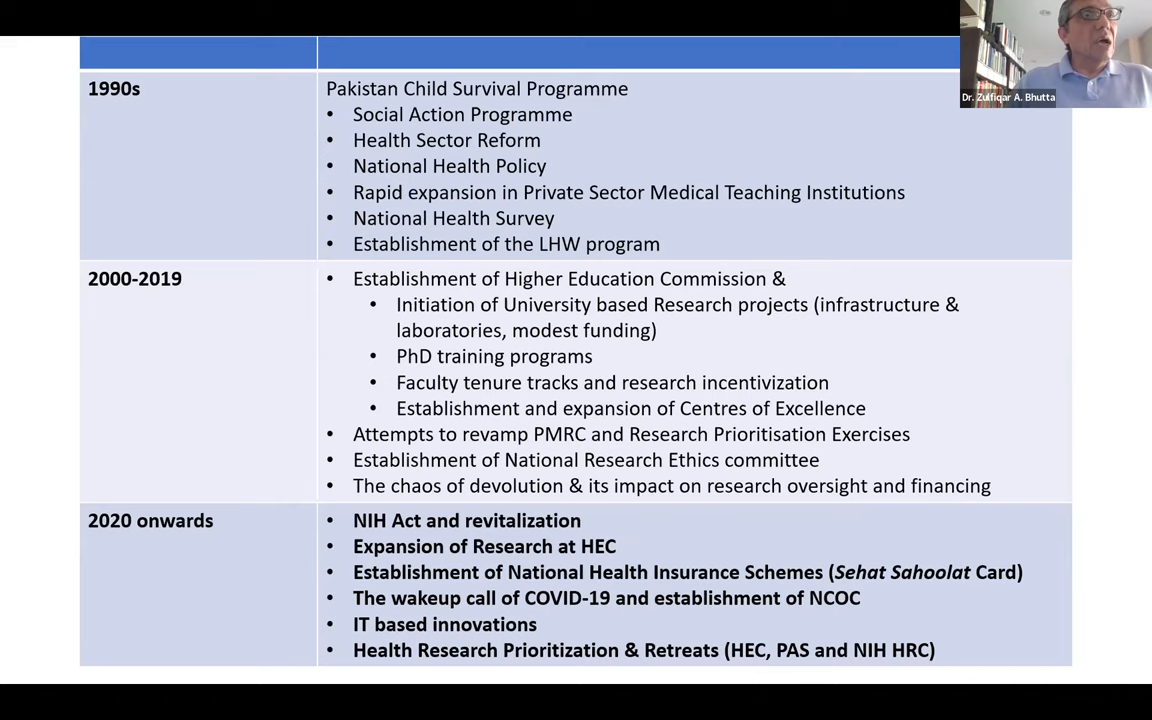 Dr. Zulfiqar A. Bhutta
1990s
Pakistan Child Survival Programme
• Social Action Programme
• Health Sector Reform
• National Health Policy
• Rapid expansion in Private Sector Medical Teaching Institutions
• National Health Survey
• Establishment of the LHW program
2000-2019
• Establishment of Higher Education Commission &
• Initiation of University based Research projects (infrastructure &
laboratories, modest funding)
• PhD training programs
• Faculty tenure tracks and research incentivization
• Establishment and expansion of Centres of Excellence
• Attempts to revamp PMRC and Research Prioritisation Exercises
• Establishment of National Research Ethics committee
• The chaos of devolution & its impact on research oversight and financing
2020 onwards
• NIH Act and revitalization
• Expansion of Research at HEC
• Establishment of National Health Insurance Schemes (Sehat Sahoolat Card)
• The wakeup call of COVID-19 and establishment of NCOC
• IT based innovations
• Health Research Prioritization & Retreats (HEC, PAS and NIH HRC)